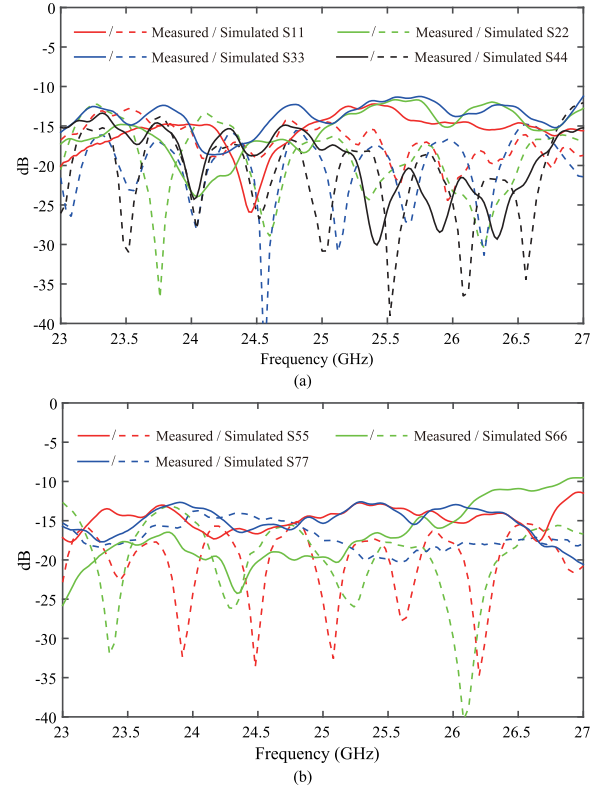 0
-5
-10
-15
-20
-25
-30
-35
-40
dB
/ Measured / Simulated S11
/ Measured / Simulated S22
/ Measured / Simulated S33
/ Measured / Simulated S44
23 23.5 24 24.5 25 25.5 26 26.5 27
Frequency (GHz)
(a)
0
-5
-10
-15
-20
-25
-30
-35
-40
dB
/ Measured / Simulated S55
/ Measured / Simulated S66
/ Measured / Simulated S77
23 23.5 24 24.5 25 25.5 26 26.5 27
Frequency (GHz)
(b)